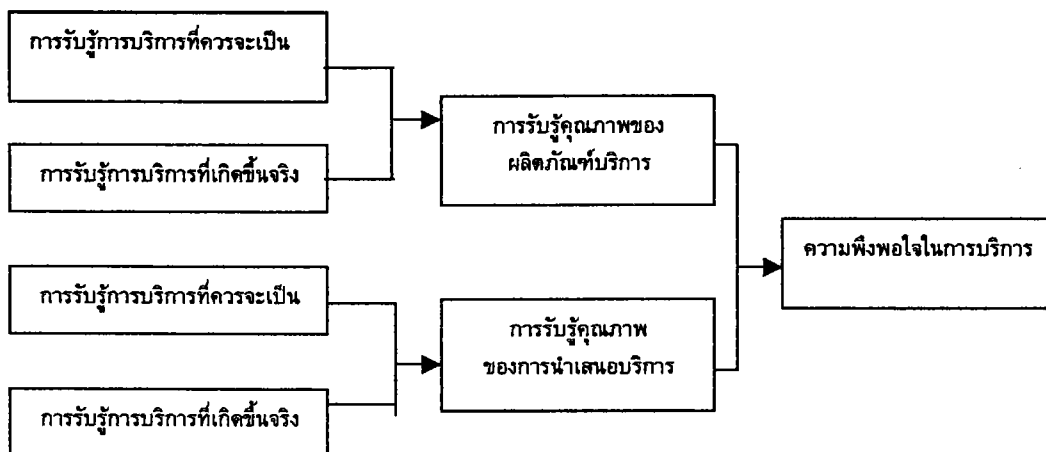 การรับรู้การบริการที่ควรจะเป็น
การรับรู้การบริการที่เกิดขึ้นจริง
การรับรู้คุณภาพของ
ผลิตภัณฑ์บริการ
การรับรู้การบริการที่ควรจะเป็น
การรับรู้การบริการที่เกิดขึ้นจริง
การรับรู้คุณภาพ
ของการนำเสนอบริการ
ความพึงพอใจในการบริการ